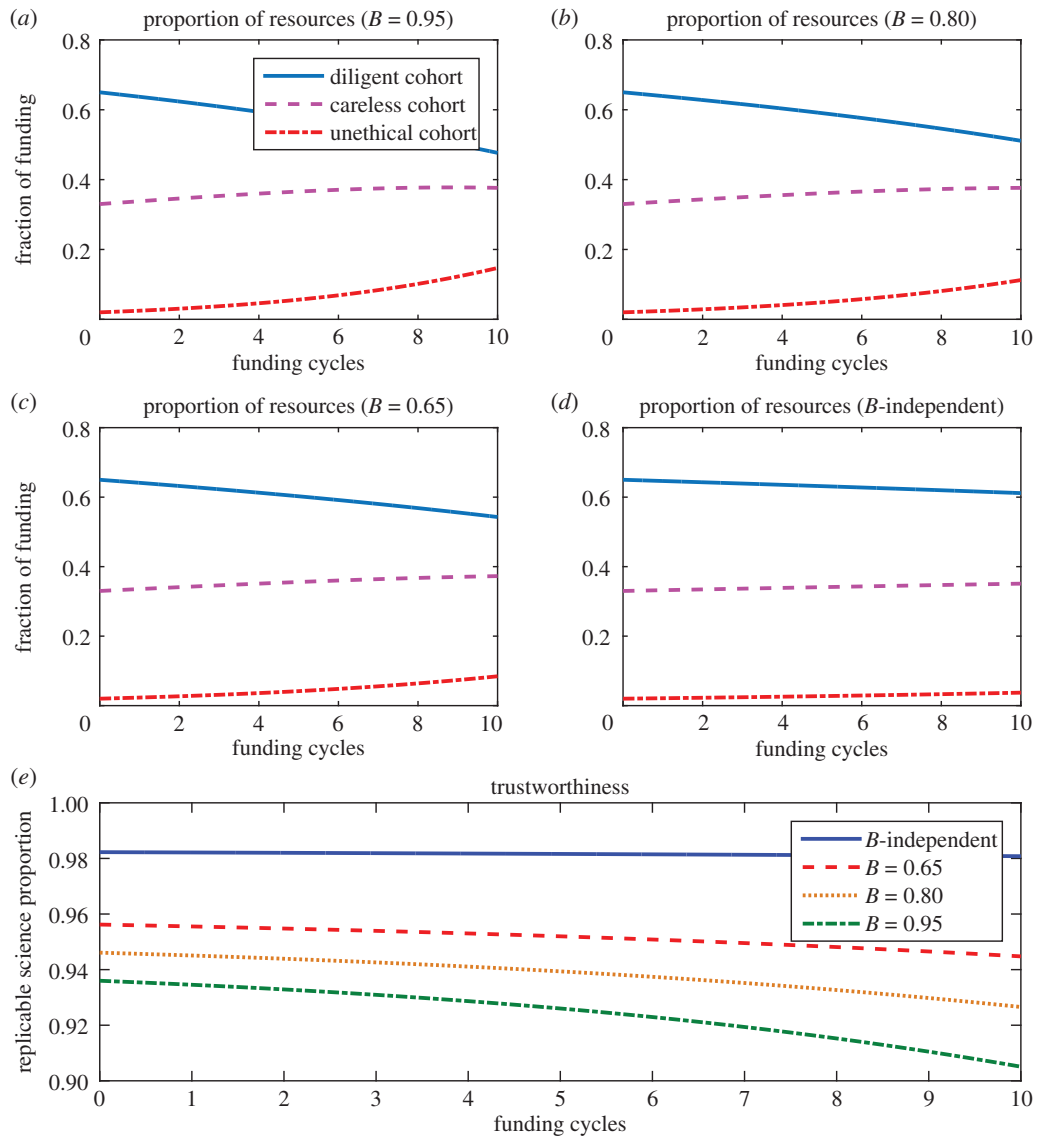 (a) proportion of resources (B = 0.95)
0.8
0.6
0.4
0.2
0 2 4 6 8 10
fraction of funding
funding cycles
diligent cohort
careless cohort
unethical cohort
(b) proportion of resources (B = 0.80)
0.8
0.6
0.4
0.2
0 2 4 6 8 10
funding cycles
(c) proportion of resources (B = 0.65)
0.8
0.6
0.4
0.2
0 2 4 6 8 10
fraction of funding
funding cycles
(d) proportion of resources (B-independent)
0.8
0.6
0.4
0.2
0 2 4 6 8 10
funding cycles
(e) trustworthiness
1.00
0.98
0.96
0.94
0.92
0.90
0 1 2 3 4 5 6 7 8 9 10
replicable science proportion
funding cycles
B-independent
B = 0.65
B = 0.80
B = 0.95